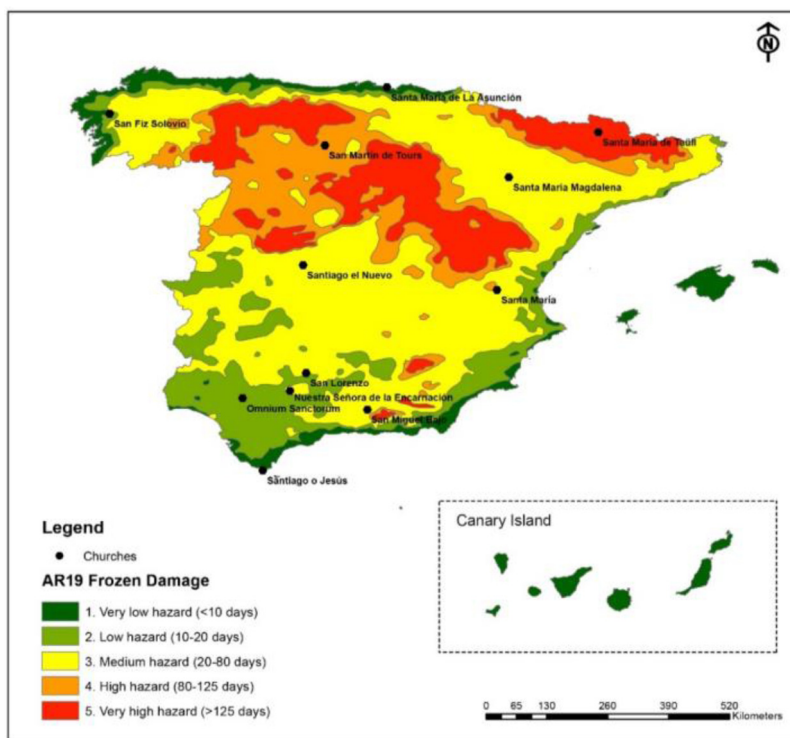 N
Santa María de La Asunción
San Fiz Solovio
Santa María de Taüll
San Martín de Tours
Santa María Magdalena
Santiago el Nuevo
Santa María
San Lorenzo
Nuestra Señora de la Encarnación
Omnium Sanctorum
San Miguel Bajo
Santiago o Jesús
Canary Island
Legend
Churches
AR19 Frozen Damage
1. Very low hazard (<10 days)
2. Low hazard (10-20 days)
3. Medium hazard (20-80 days)
4. High hazard (80-125 days)
5. Very high hazard (>125 days)
0 65 130 260 390 520
Kilometers